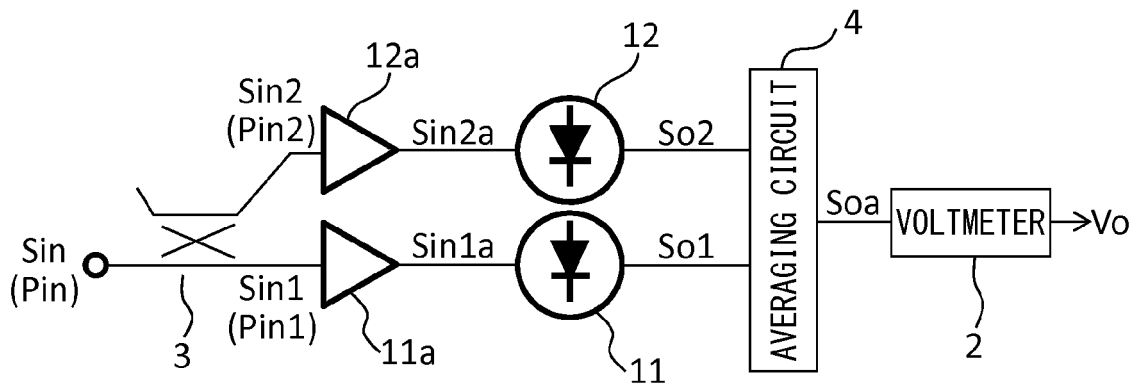 12a
12
4
Sin2
(Pin2)
Sin2a
So2
AVERAGING CIRCUIT
Soa
VOLTMETER
Vo
Sin
(Pin)
Sin1a
So1
Sin1
(Pin1)
3
11a
11
2